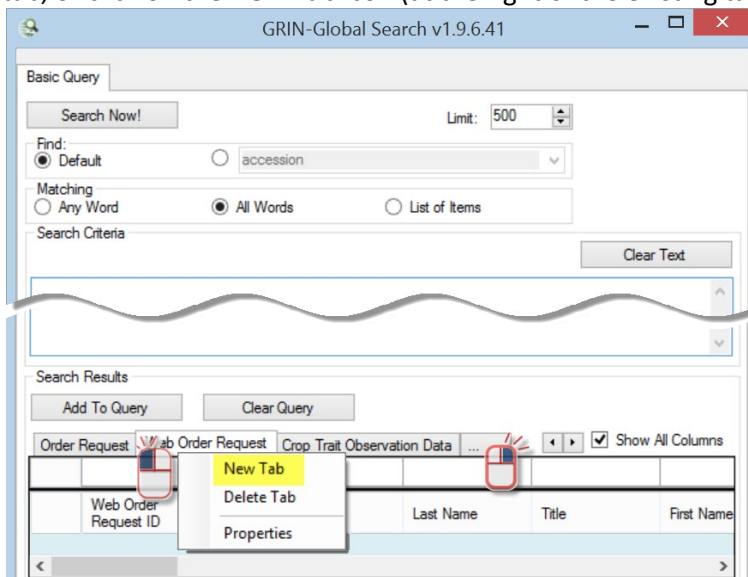 GRIN-Global Search v1.9.6.41
Basic Query
Search Now! Limit: 500
Find:
Default accession
Matching
Any Word All Words List of Items
Search Criteria
Clear Text
Search Results
Add To Query Clear Query
Order Request Web Order Request Crop Trait Observation Data ... Show All Columns
New Tab
Delete Tab
Properties
Web Order Request ID Last Name Title First Name